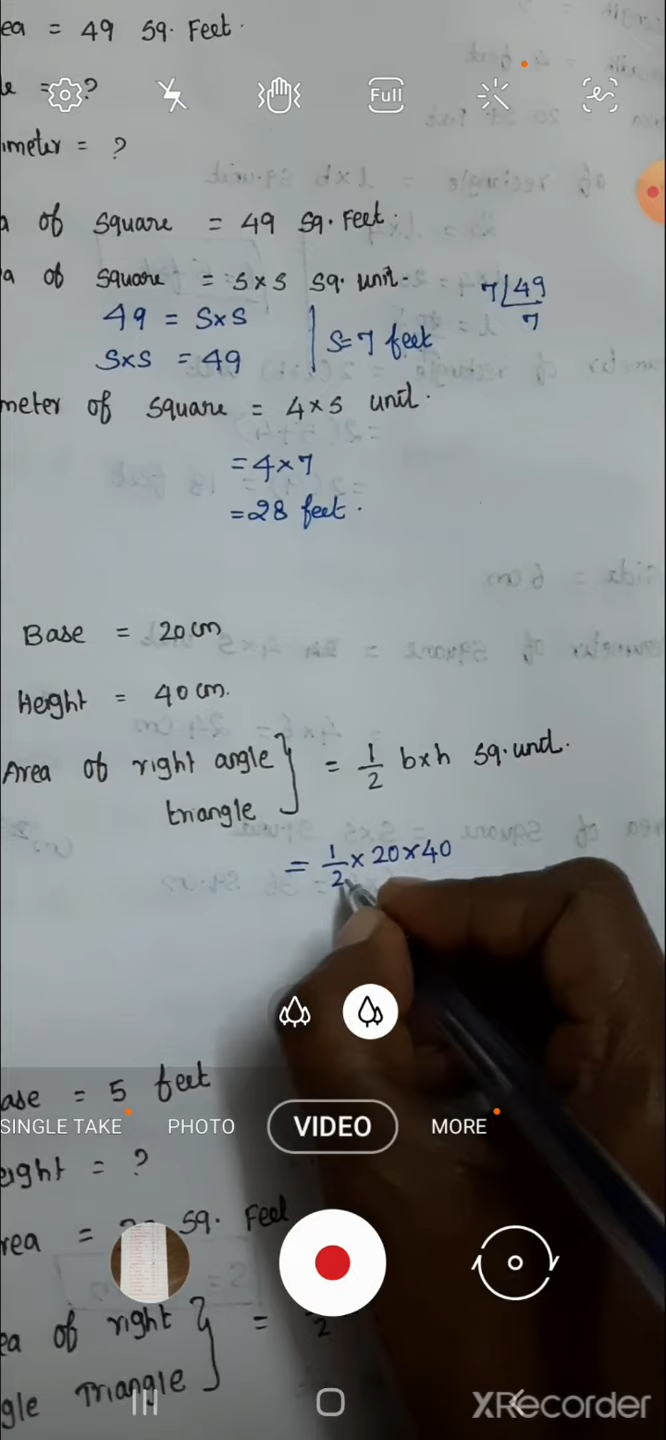 ea = 49 Sq. Feet.
= ?
Full
imeter = ?
a of Square = 49 Sq. Feet.
a of Square = S×S Sq. unit.
7 49
7
49 = S×S
S×S = 49
S=7 feet
meter of Square = 4×S unit.
=4×7
=28 feet.
Base = 20 cm
Height = 40 cm.
Area of right angle
triangle } = 1/2 b×h Sq. unit.
= 1/2 × 20 × 40
ase = 5 feet
SINGLE TAKE PHOTO VIDEO MORE
eight = ?
rea = Sq. Feet
ea of right
gle Triangle } = 2
XRecorder